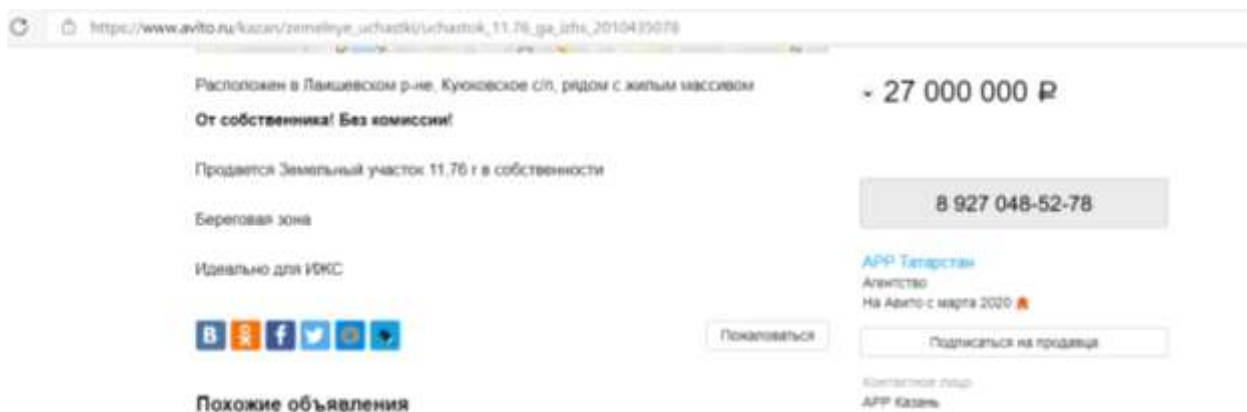 https://www.avito.ru/kazan/zemelnye_uchastki/uchastok_11.76_ga_izhs_2010435078
Расположен в Лаишевском р-не, Куюковское с/п, рядом с жилым массивом
От собственника! Без комиссии!
Продается Земельный участок 11,76 г в собственности
Береговая зона
Идеально для ИЖС
Пожаловаться
Похожие объявления
27 000 000 ₽
8 927 048-52-78
АРР Татарстан
Агентство
На Авито с марта 2020
Подписаться на продавца
Контактное лицо
АРР Казань